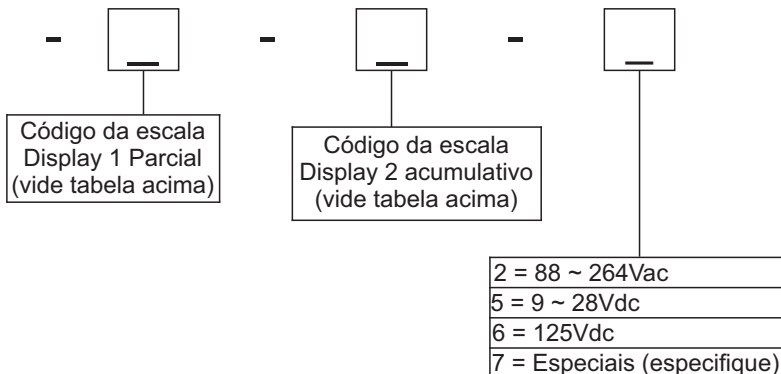 - _ - _ - _
Código da escala
Display 1 Parcial
(vide tabela acima)
Código da escala
Display 2 acumulativo
(vide tabela acima)
2 = 88 ~ 264Vac
5 = 9 ~ 28Vdc
6 = 125Vdc
7 = Especiais (especifique)